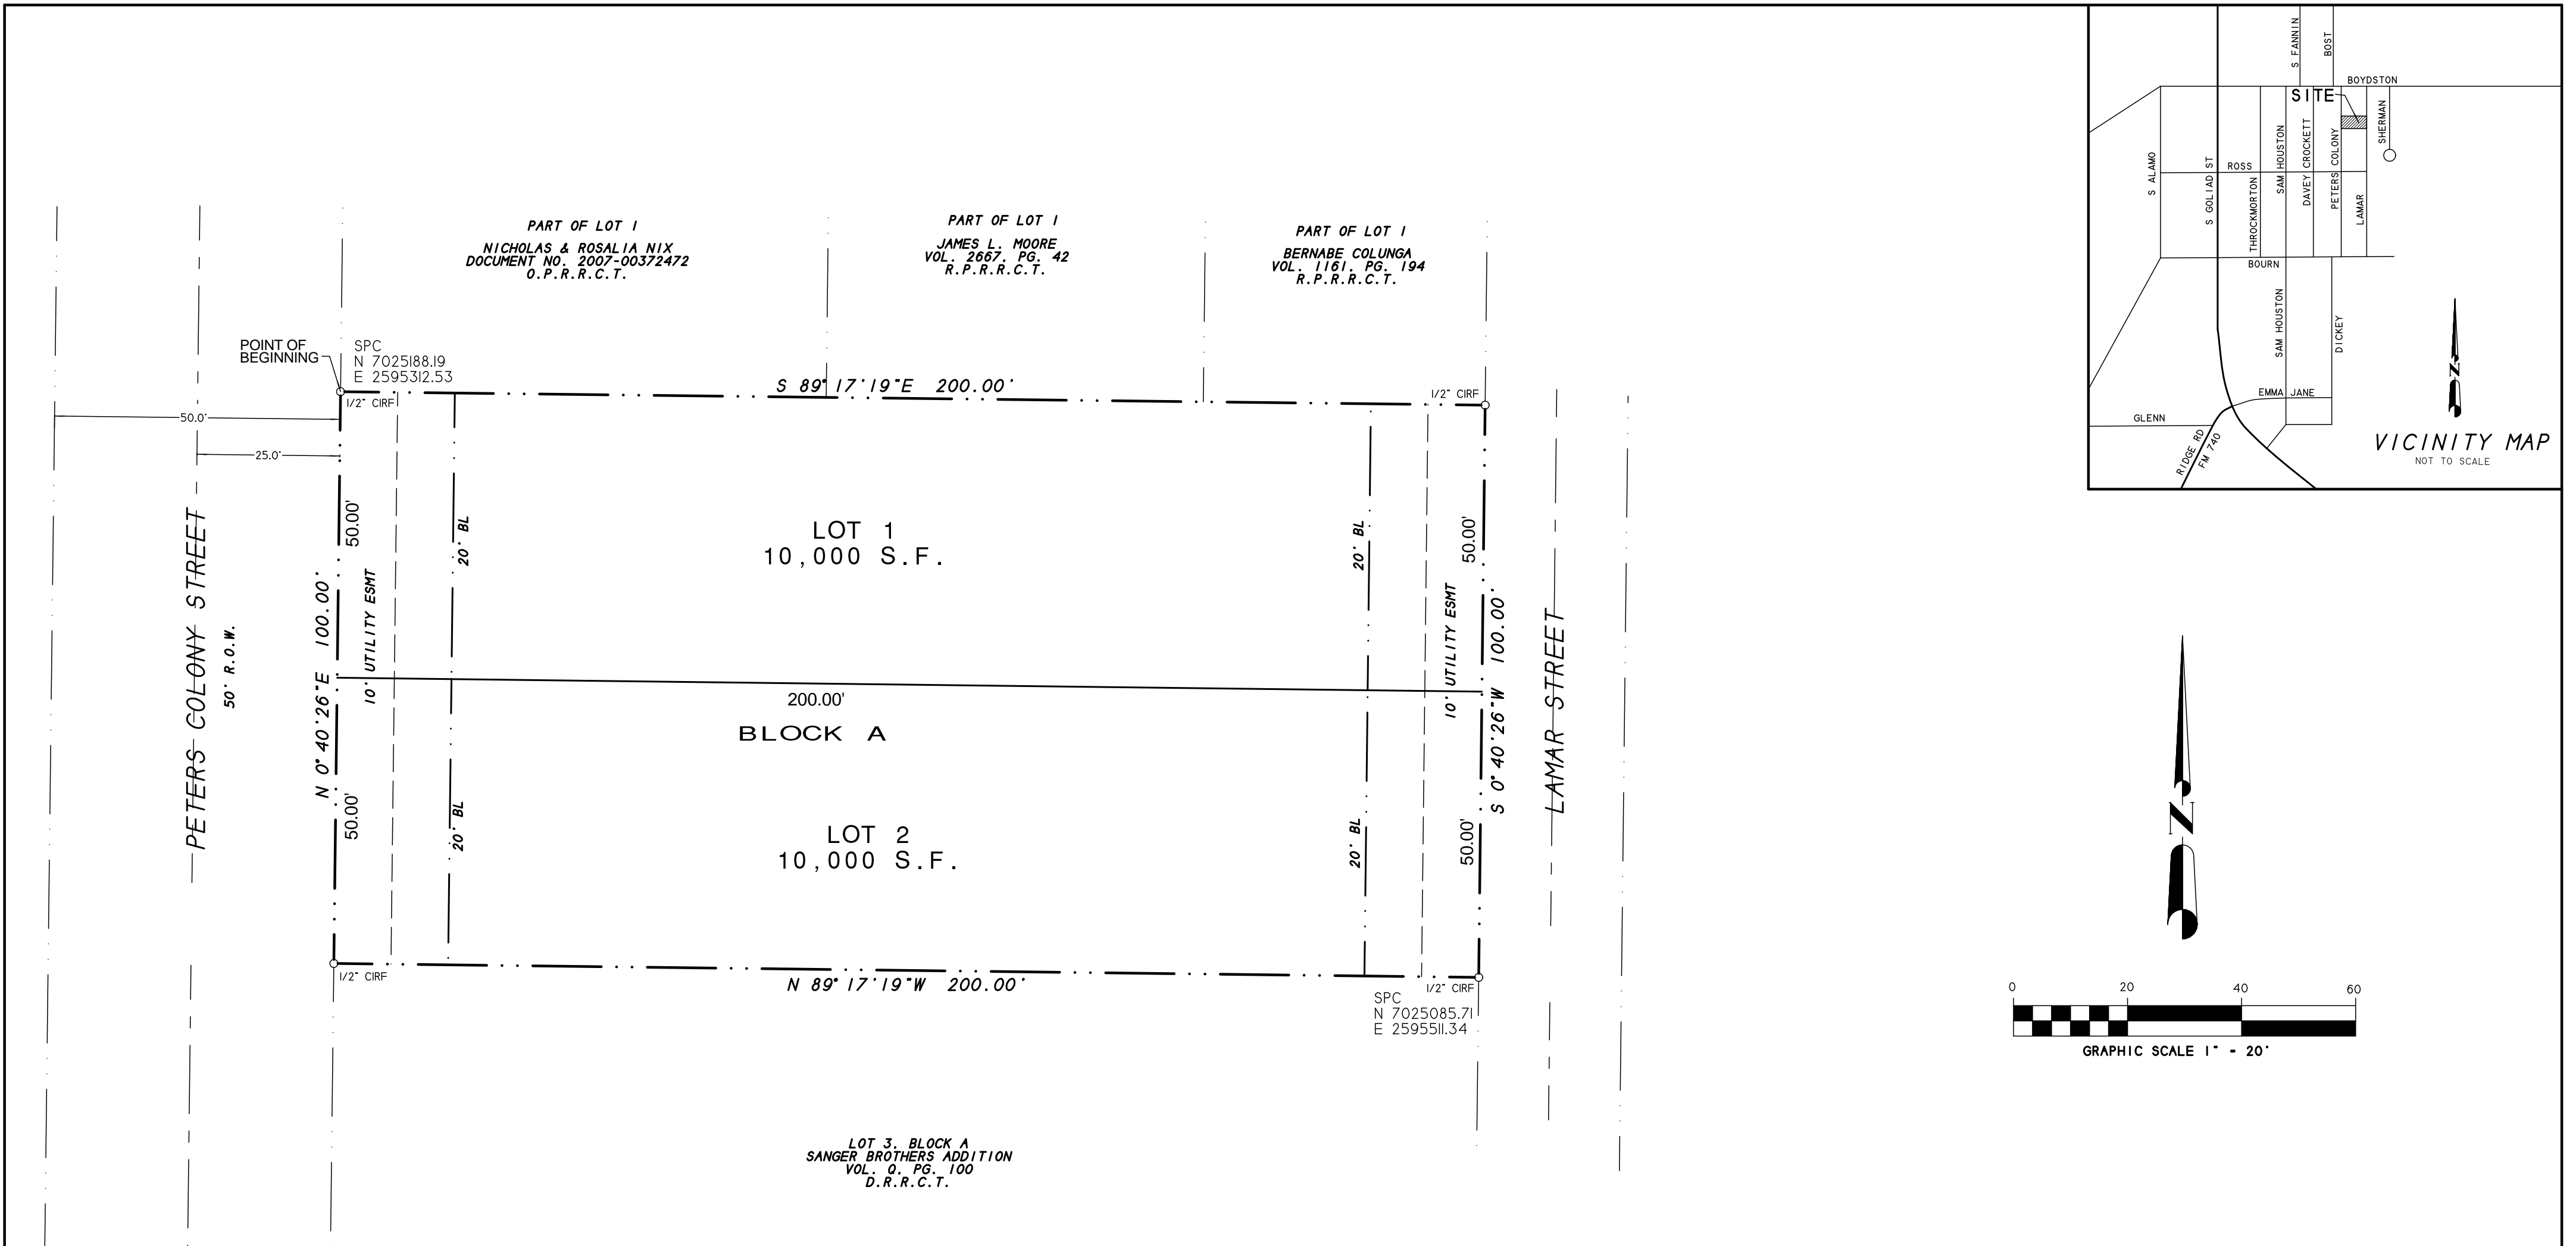 PART OF LOT 1
NICHOLAS & ROSALIA NIX
DOCUMENT NO. 2007-00372472
O.P.R.R.C.T.
PART OF LOT 1
JAMES L. MOORE
VOL. 2667, PG. 42
R.P.R.R.C.T.
PART OF LOT 1
BERNABE COLUNGA
VOL. 1161, PG. 194
R.P.R.R.C.T.
POINT OF
BEGINNING
SPC
N 7025188.19
E 2595312.53
1/2" CIRF
S 89°17'19"E 200.00'
1/2" CIRF
50.0'
25.0'
PETERS COLONY STREET
50' R.O.W.
N 0°40'26"E 100.00'
50.00'
50.00'
10' UTILITY ESMT
20' BL
20' BL
LOT 1
10,000 S.F.
200.00'
BLOCK A
LOT 2
10,000 S.F.
20' BL
20' BL
10' UTILITY ESMT
50.00'
50.00'
S 0°40'26"W 100.00'
LAMAR STREET
1/2" CIRF
N 89°17'19"W 200.00'
1/2" CIRF
SPC
N 7025085.71
E 2595511.34
LOT 3, BLOCK A
SANGER BROTHERS ADDITION
VOL. Q, PG. 100
D.R.R.C.T.
S FANNIN
BOST
BOYDSTON
SITE
SHERMAN
S ALAMO
S GOLIAD ST
ROSS
THROCKMORTON
SAM HOUSTON
DAVEY CROCKETT
PETERS COLONY
LAMAR
BOURN
SAM HOUSTON
DICKEY
EMMA JANE
GLENN
RIDGE RD
FM 740
N
VICINITY MAP
NOT TO SCALE
N
0 20 40 60
GRAPHIC SCALE 1" - 20'